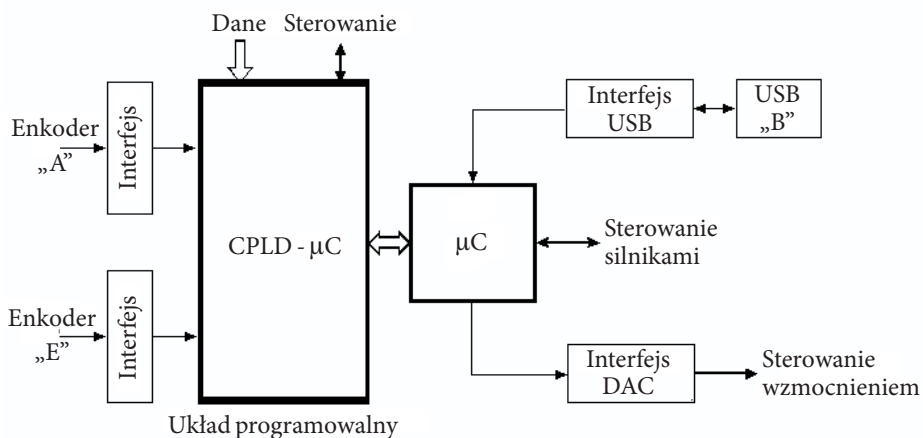 Dane
Sterowanie
Enkoder
„A”
Interfejs
Enkoder
„E”
Interfejs
CPLD - μC
Układ programowalny
μC
Interfejs
USB
USB
„B”
Sterowanie
silnikami
Interfejs
DAC
Sterowanie
wzmocnieniem